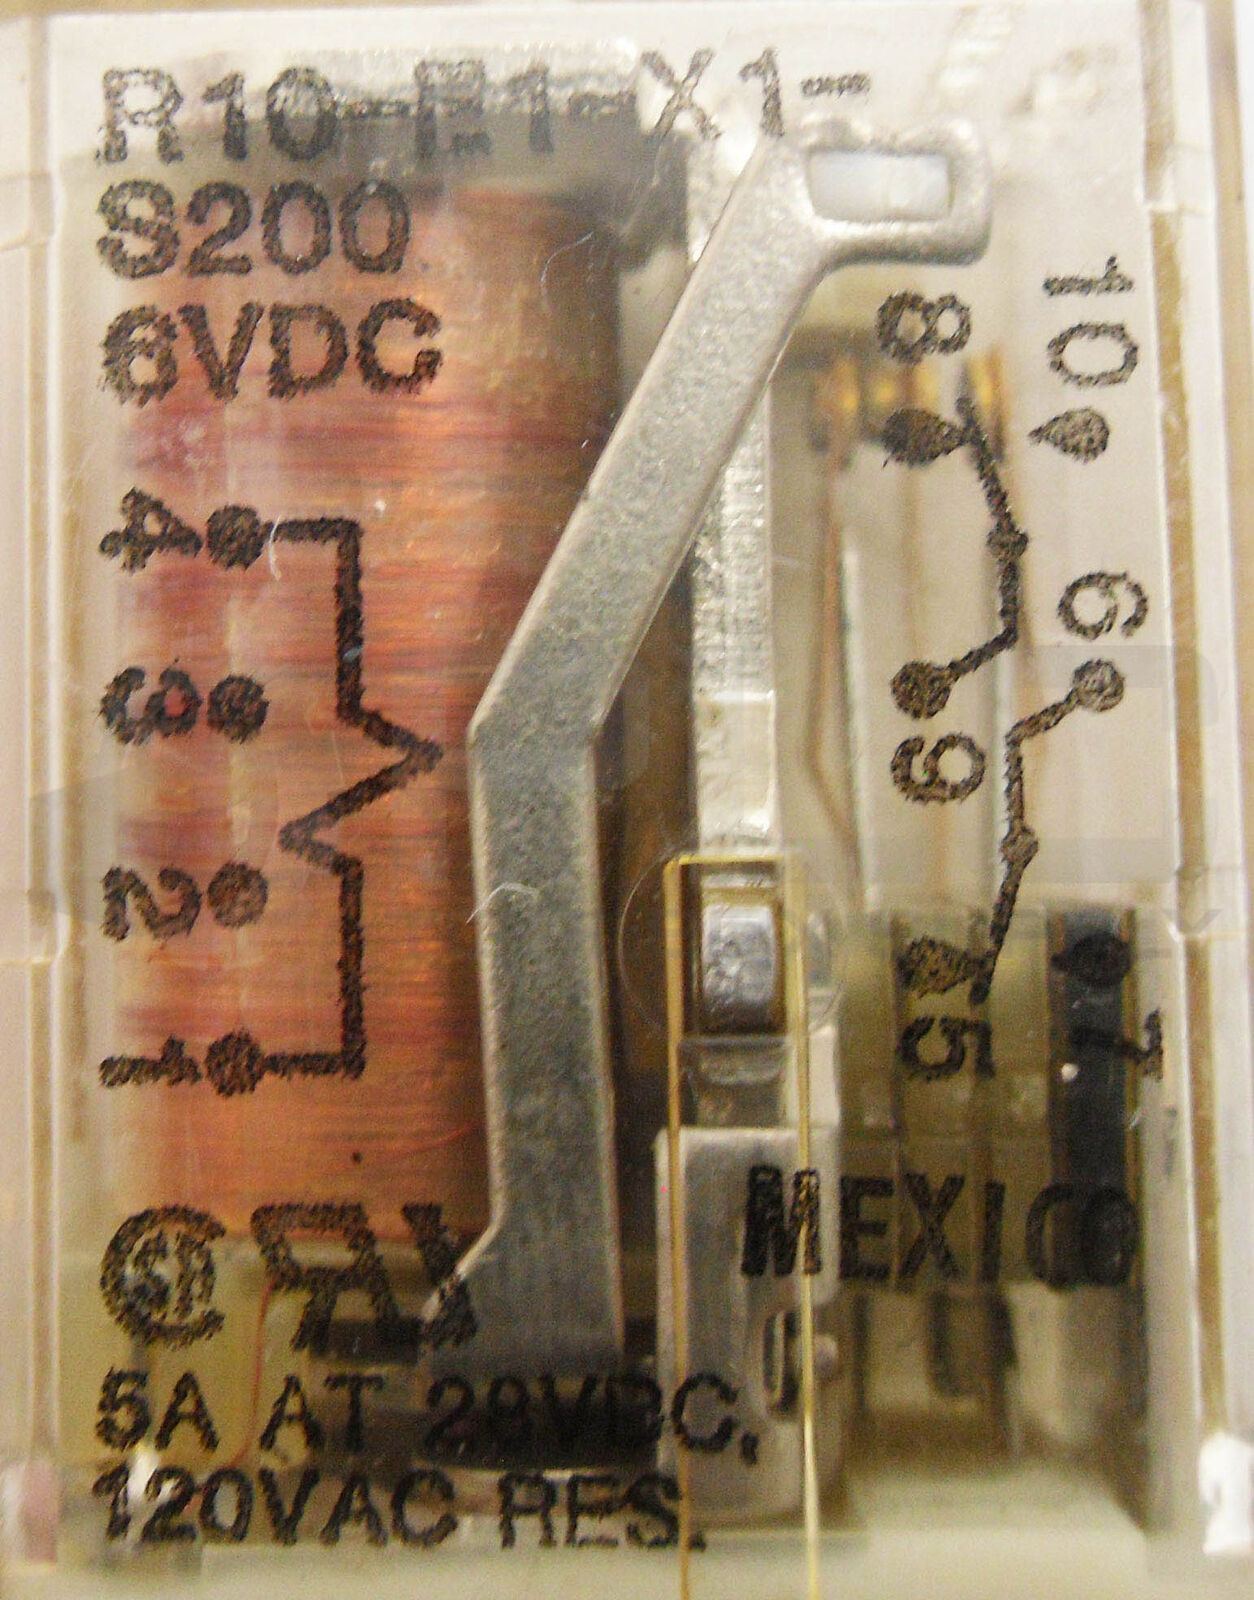 R10-E1-X1-
S200
6VDC
4
3
2
1
8
10
9
6
5
7
MEXICO
5A AT 28VDC,
120VAC RES.